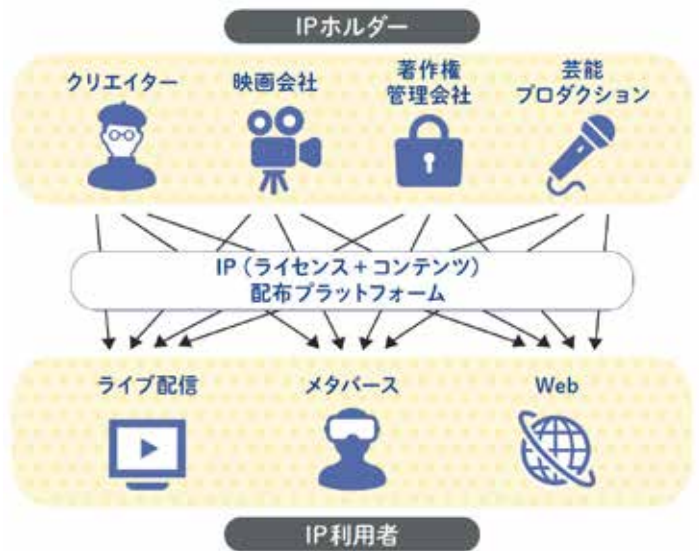 IPホルダー
クリエイター
映画会社
著作権
管理会社
芸能
プロダクション
IP（ライセンス＋コンテンツ）
配布プラットフォーム
ライブ配信
メタバース
Web
IP利用者